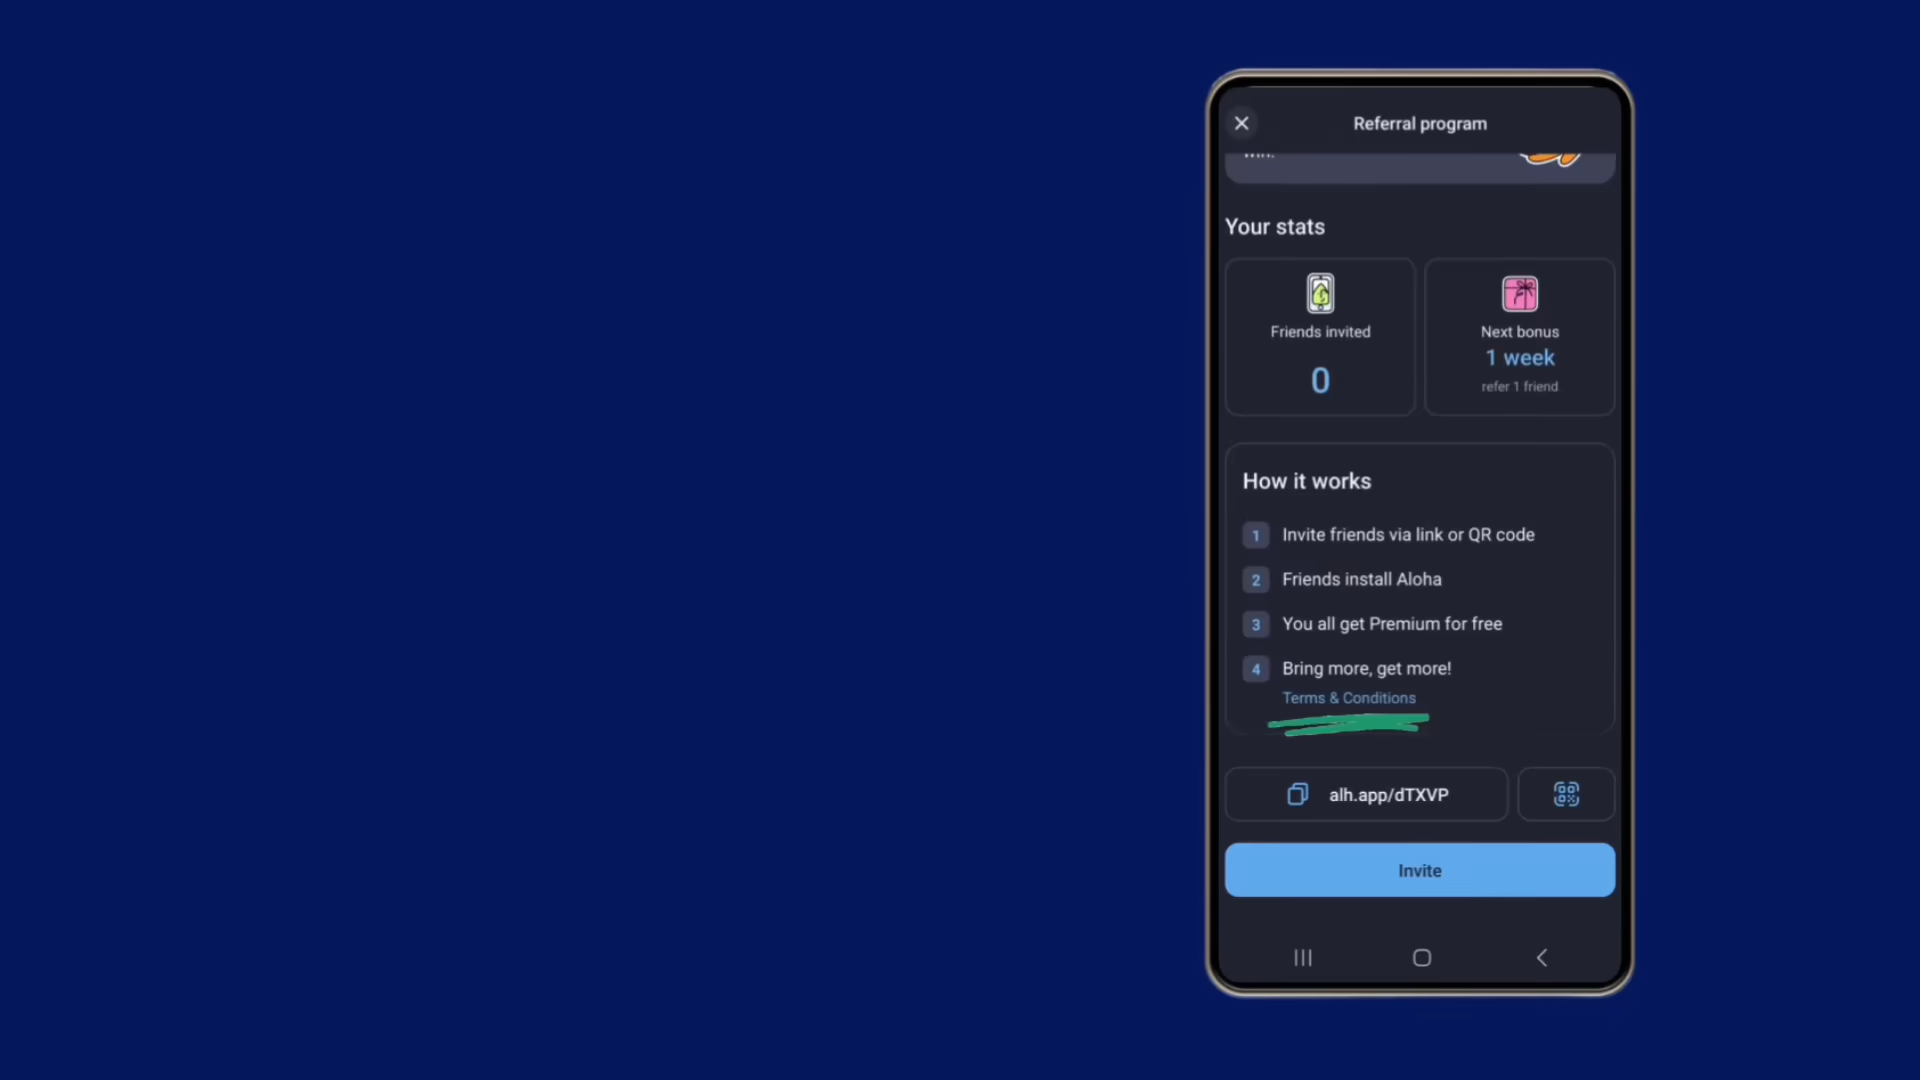 Referral program
Your stats
Friends invited
0
Next bonus
1 week
refer 1 friend
How it works
1 Invite friends via link or QR code
2 Friends install Aloha
3 You all get Premium for free
4 Bring more, get more!
Terms & Conditions
alh.app/dTXVP
Invite